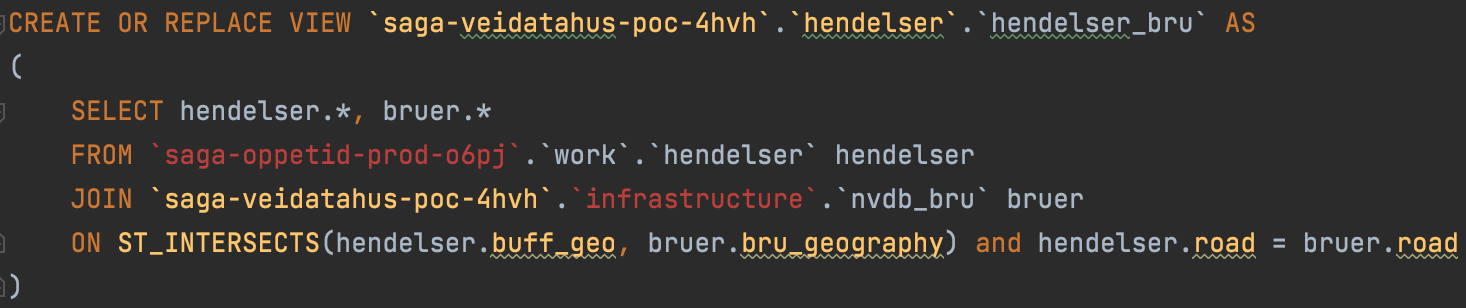 CREATE OR REPLACE VIEW `saga-veidatahus-poc-4hvh`.`hendelser`.`hendelser_bru` AS
(
    SELECT hendelser.*, bruer.*
    FROM `saga-oppetid-prod-o6pj`.`work`.`hendelser` hendelser
    JOIN `saga-veidatahus-poc-4hvh`.`infrastructure`.`nvdb_bru` bruer
    ON ST_INTERSECTS(hendelser.buff_geo, bruer.bru_geography) and hendelser.road = bruer.road
)